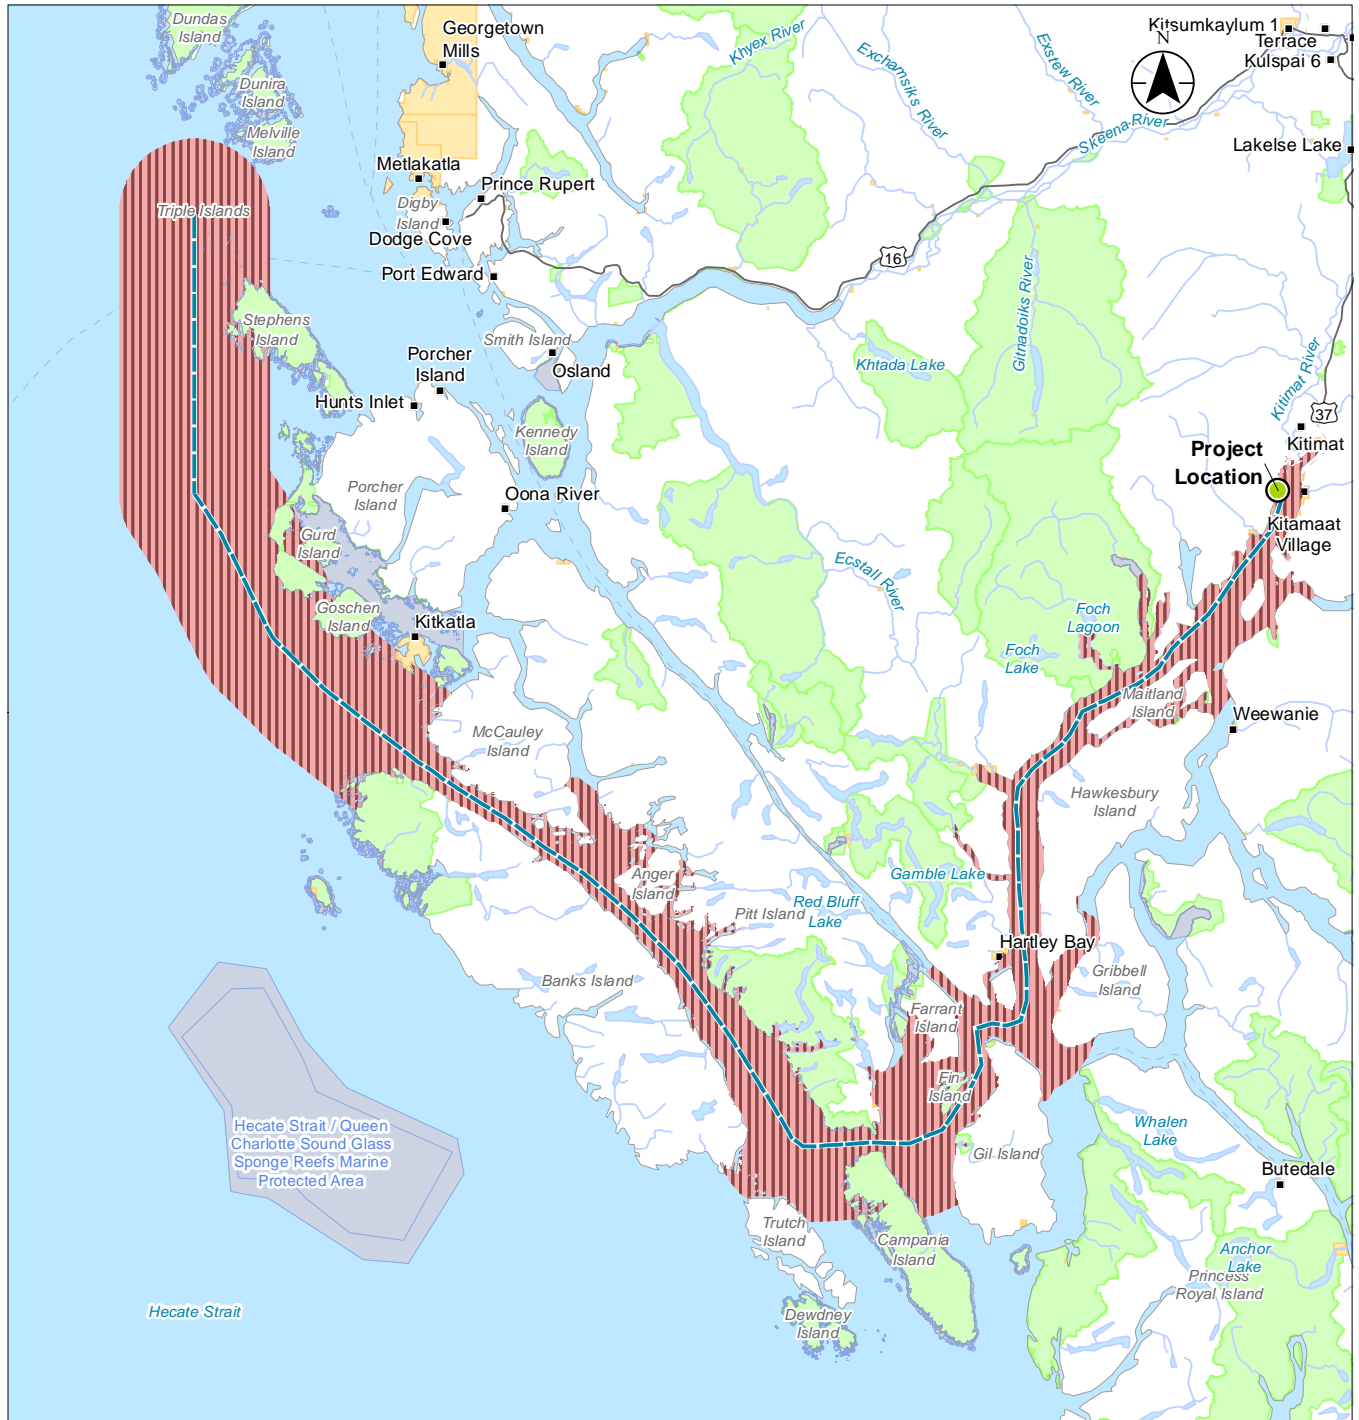 Dundas
Island
Georgetown
Mills
Khyex River
Exchamsiks River
Exstew River
Kitsumkaylum 1
Terrace
Kulspai 6
N
Dunira
Island
Melville
Island
Skeena River
Lakelse Lake
Metlakatla
Prince Rupert
Digby
Island
Dodge Cove
Triple Islands
Port Edward
16
Gitnadoiks River
Stephens
Island
Smith Island
Osland
Porcher
Island
Hunts Inlet
Khtada Lake
Kitimat River
37
Kitimat
Kennedy
Island
Project
Location
Porcher
Island
Oona River
Kitamaat
Village
Gurd
Island
Goschen
Island
Kitkatla
Ecstall River
Foch
Lagoon
Foch
Lake
Maitland
Island
Weewanie
McCauley
Island
Hawkesbury
Island
Anger
Island
Gamble Lake
Pitt Island
Red Bluff
Lake
Hartley Bay
Banks Island
Gribbell
Island
Farrant
Island
Fin
Island
Hecate Strait / Queen
Charlotte Sound Glass
Sponge Reefs Marine
Protected Area
Whalen
Lake
Gil Island
Butedale
Trutch
Island
Campania
Island
Anchor
Lake
Princess
Royal Island
Hecate Strait
Dewdney
Island